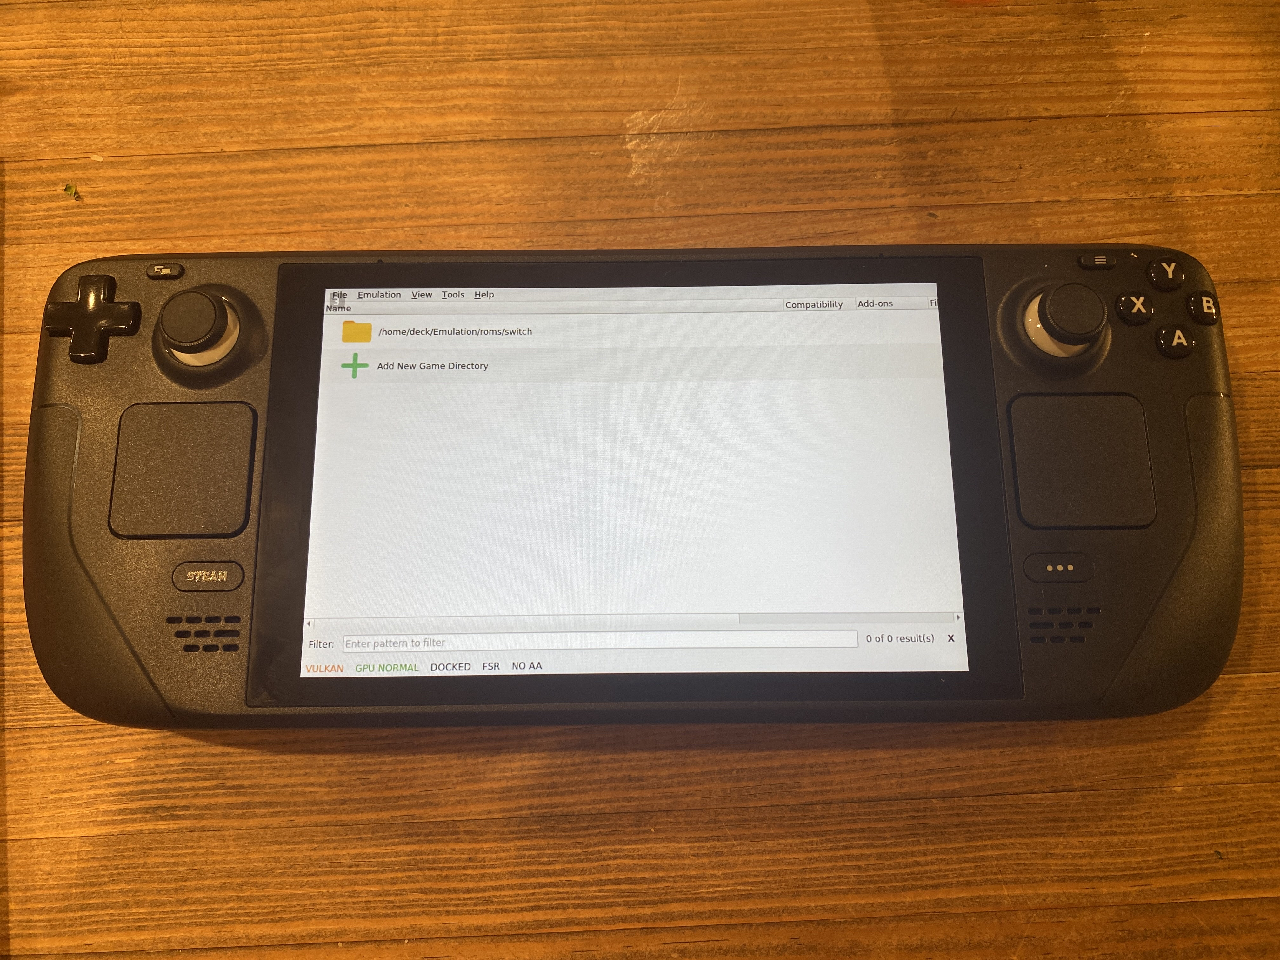 File Emulation View Tools Help
Name Compatibility Add-ons
/home/deck/Emulation/roms/switch
Add New Game Directory
Filter: Enter pattern to filter 0 of 0 result(s) X
VULKAN GPU NORMAL DOCKED FSR NO AA
Y
X B
A
STEAM